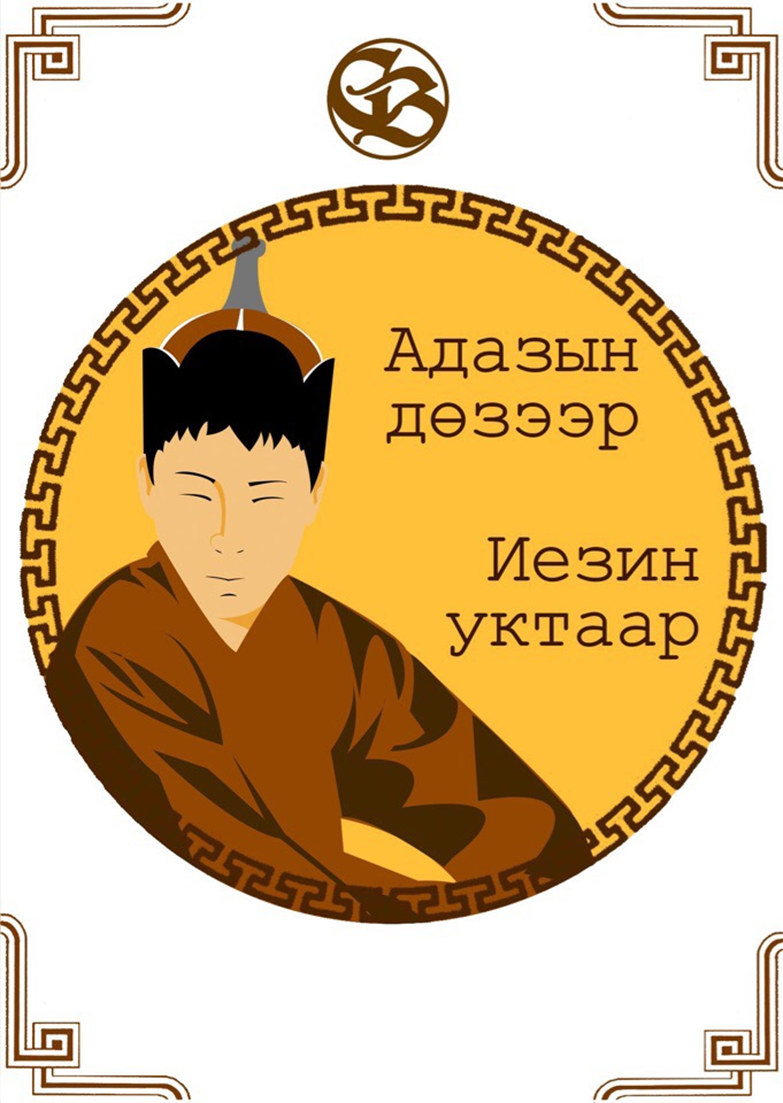 Адазын
дөзээр
Иезин
уктаар